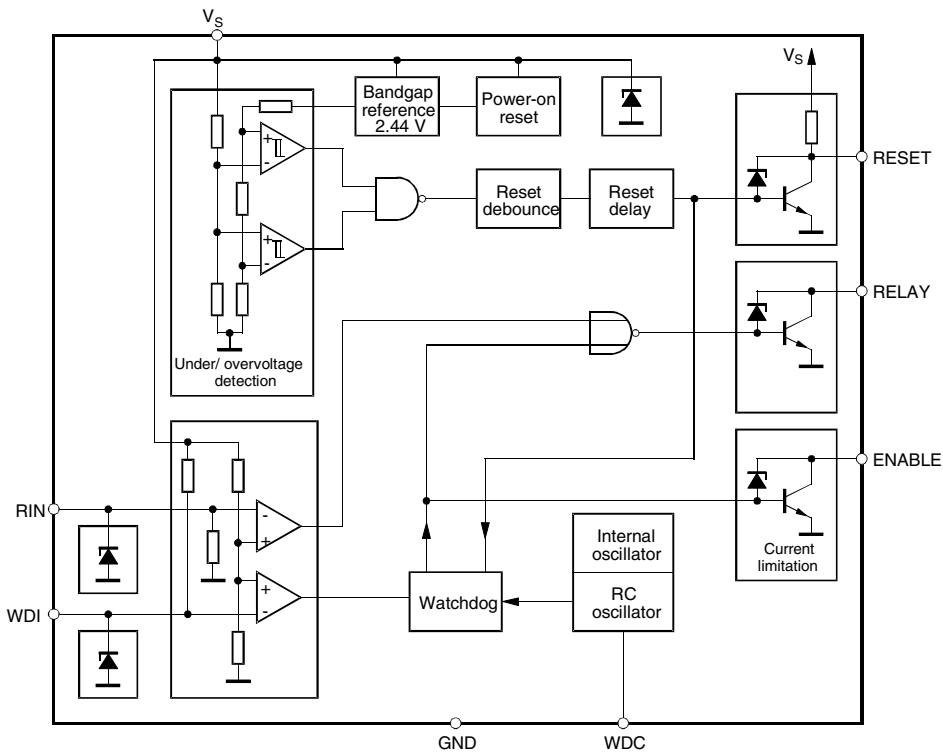 VS
VS
Bandgap
reference
2.44 V
Power-on
reset
+
-
+
-
Reset
debounce
Reset
delay
RESET
RELAY
Under/ overvoltage
detection
ENABLE
RIN
-
+
+
-
Internal
oscillator
RC
oscillator
Current
limitation
Watchdog
WDI
GND
WDC